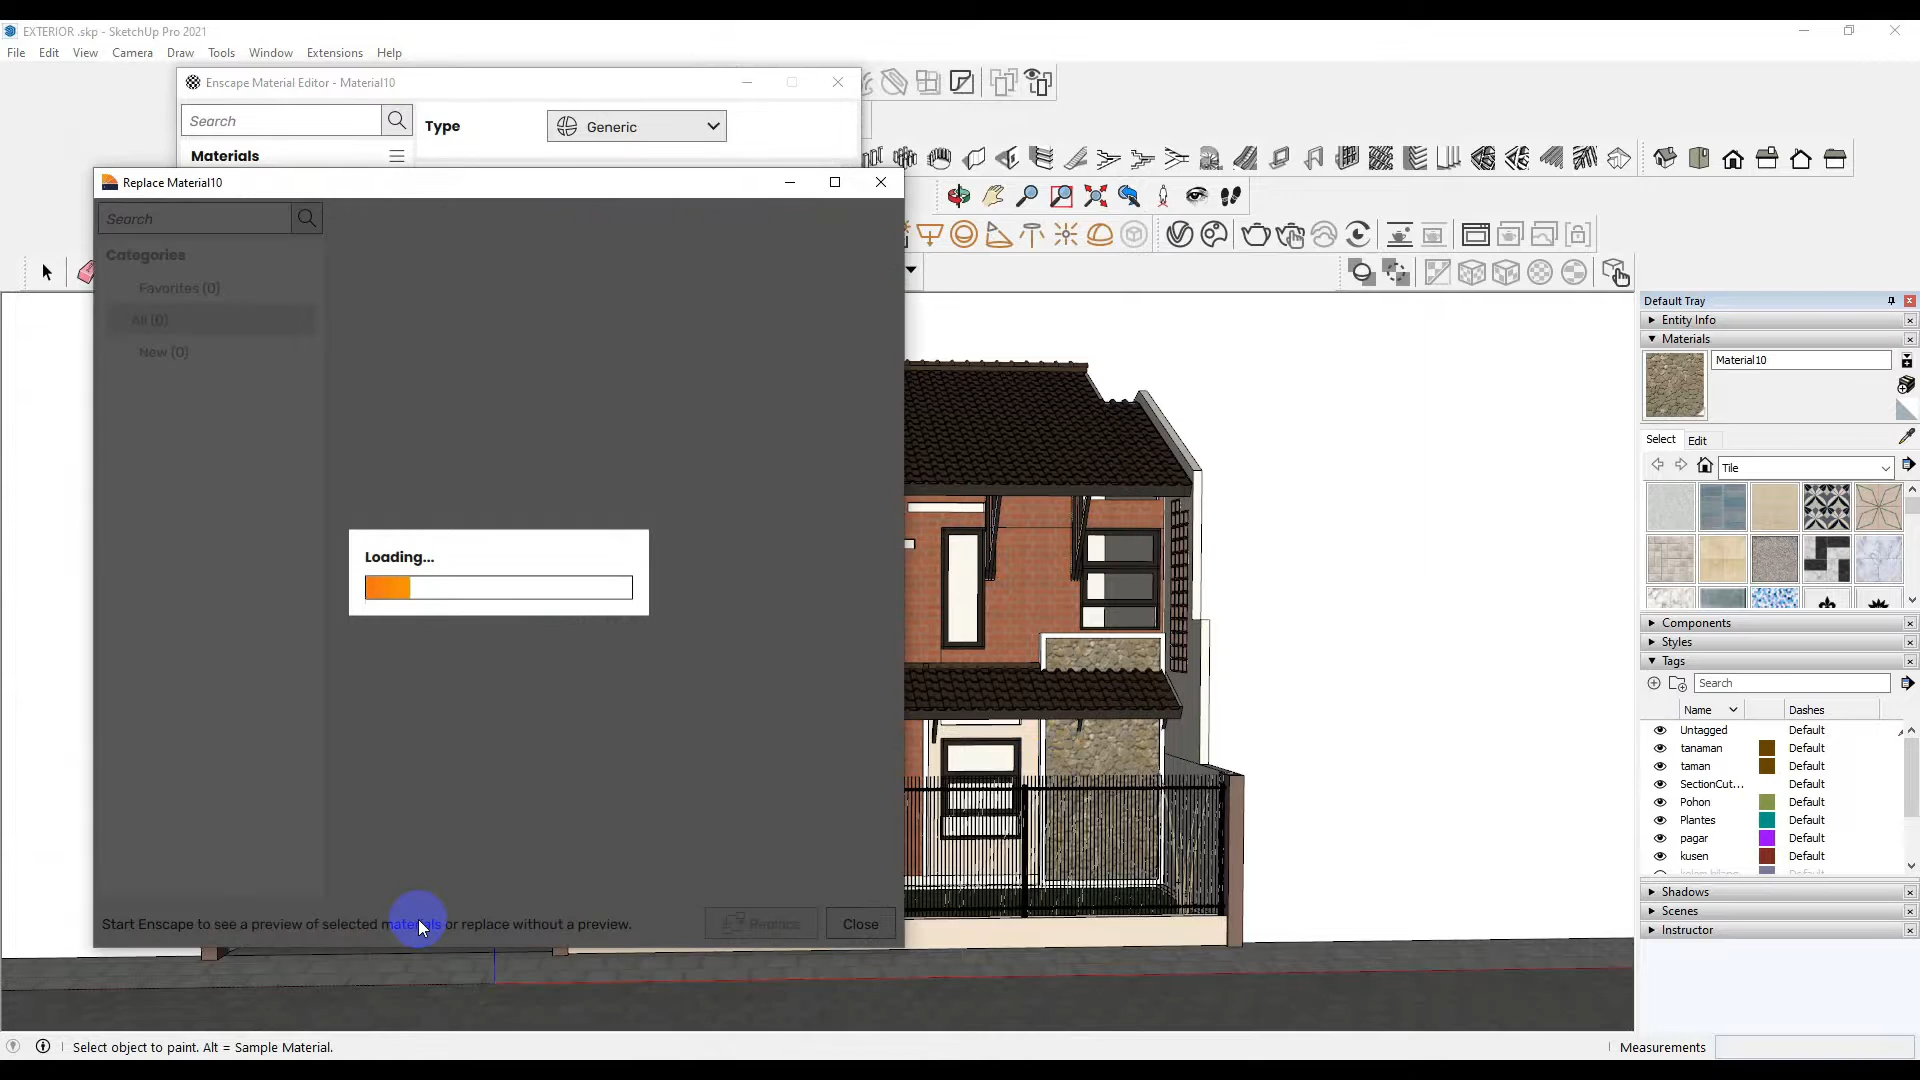 EXTERIOR .skp - SketchUp Pro 2021
File Edit View Camera Draw Tools Window Extensions Help
Enscape Material Editor - Material10
Search
Type
Generic
Materials
Replace Material10
Search
Categories
Favorites (0)
All (0)
New (0)
Loading...
Start Enscape to see a preview of selected materials or replace without a preview.
Replace
Close
Default Tray
Entity Info
Materials
Material10
Select Edit
Tile
Components
Styles
Tags
Search
Name Dashes
Untagged Default
tanaman Default
taman Default
SectionCut... Default
Pohon Default
Plantes Default
pagar Default
kusen Default
Shadows
Scenes
Instructor
Select object to paint. Alt = Sample Material.
Measurements